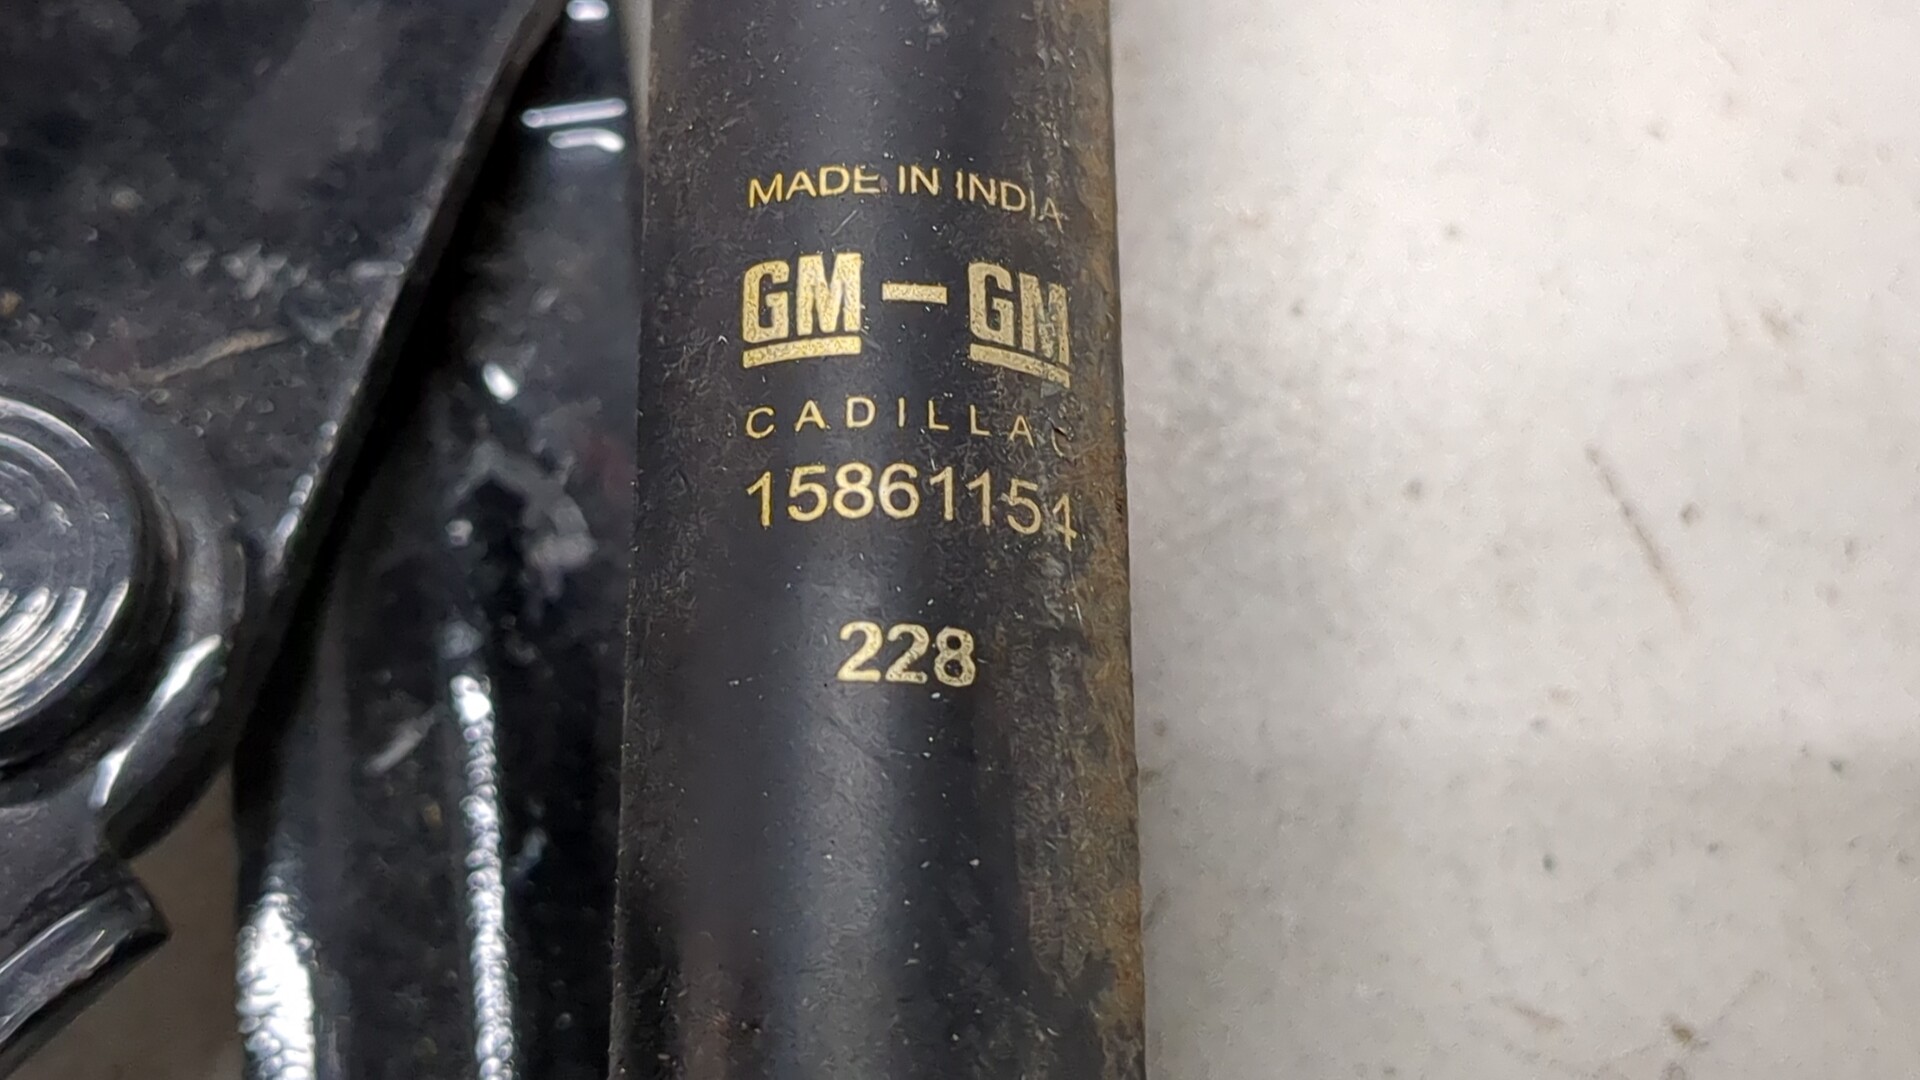 MADE IN INDIA
GM - GM
CADILLAC
15861154
228